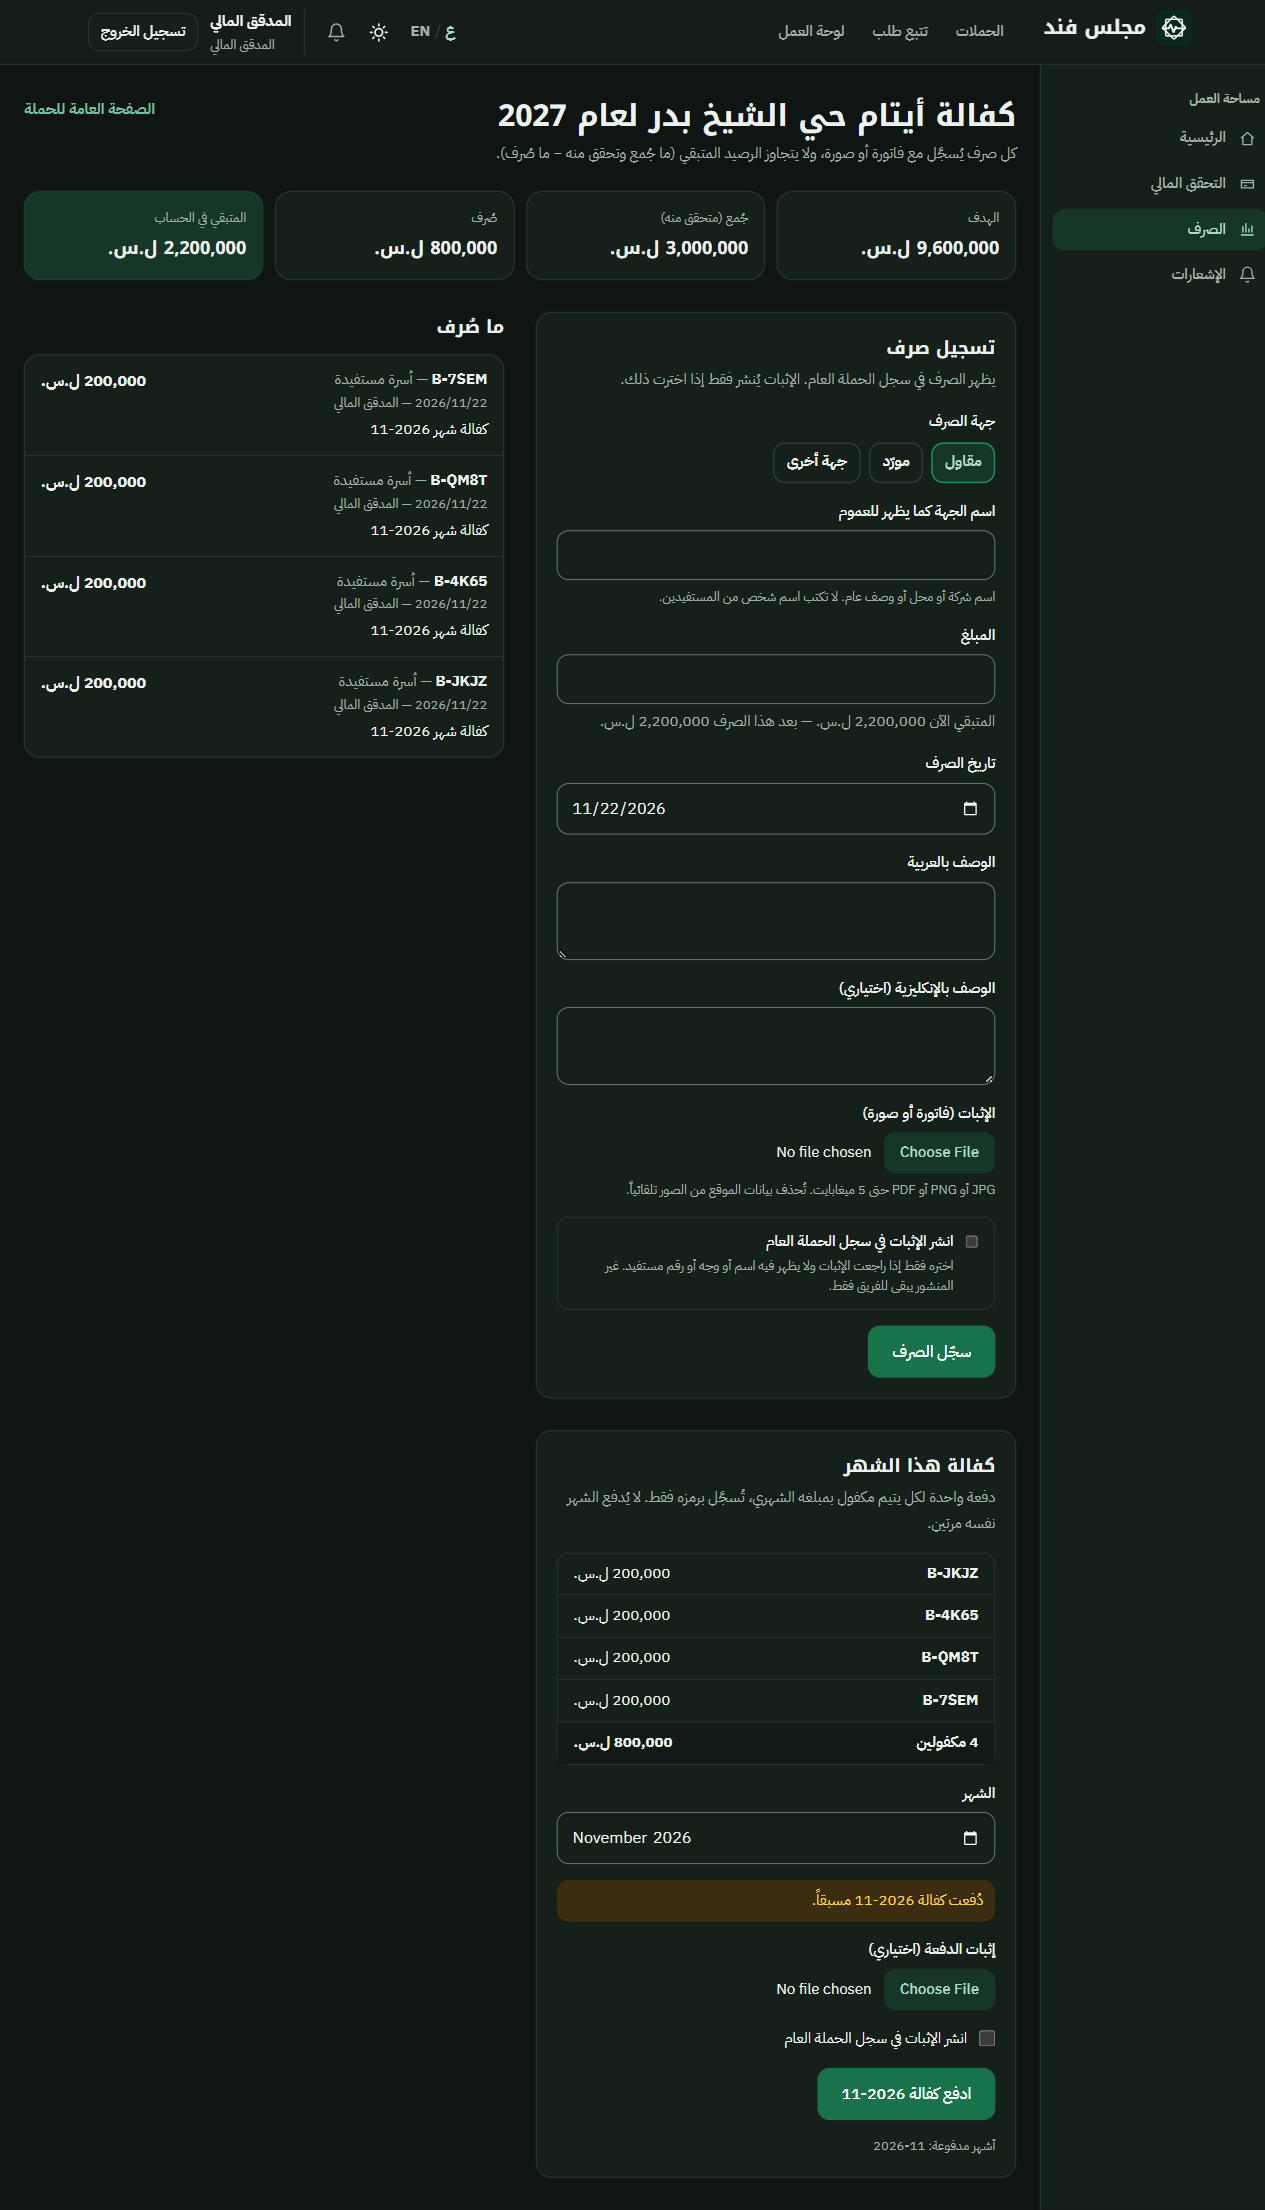 مجلس فند
الحملات
تتبع طلب
لوحة العمل
ع / EN
المدقق المالي
المدقق المالي
تسجيل الخروج
مساحة العمل
الرئيسية
التحقق المالي
الصرف
الإشعارات
كفالة أيتام حي الشيخ بدر لعام 2027
الصفحة العامة للحملة
كل صرف يُسجَّل مع فاتورة أو صورة، ولا يتجاوز الرصيد المتبقي (ما جُمع وتحقق منه − ما صُرف).
الهدف
9,600,000 ل.س.
جُمع (متحقق منه)
3,000,000 ل.س.
صُرف
800,000 ل.س.
المتبقي في الحساب
2,200,000 ل.س.
تسجيل صرف
يظهر الصرف في سجل الحملة العام. الإثبات يُنشر فقط إذا اخترت ذلك.
جهة الصرف
مقاول
مورّد
جهة أخرى
اسم الجهة كما يظهر للعموم
اسم شركة أو محل أو وصف عام. لا تكتب اسم شخص من المستفيدين.
المبلغ
المتبقي الآن 2,200,000 ل.س. — بعد هذا الصرف 2,200,000 ل.س.
تاريخ الصرف
11/22/2026
الوصف بالعربية
الوصف بالإنكليزية (اختياري)
الإثبات (فاتورة أو صورة)
Choose File No file chosen
JPG أو PNG أو PDF حتى 5 ميغابايت. تُحذف بيانات الموقع من الصور تلقائياً.
انشر الإثبات في سجل الحملة العام
اختره فقط إذا راجعت الإثبات ولا يظهر فيه اسم أو وجه أو رقم مستفيد. غير
المنشور يبقى للفريق فقط.
سجّل الصرف
كفالة هذا الشهر
دفعة واحدة لكل يتيم مكفول بمبلغه الشهري، تُسجَّل برمزه فقط. لا يُدفع الشهر
نفسه مرتين.
B-JKJZ 200,000 ل.س.
B-4K65 200,000 ل.س.
B-QM8T 200,000 ل.س.
B-7SEM 200,000 ل.س.
4 مكفولين 800,000 ل.س.
الشهر
November 2026
دُفعت كفالة 2026-11 مسبقاً.
إثبات الدفعة (اختياري)
Choose File No file chosen
انشر الإثبات في سجل الحملة العام
ادفع كفالة 2026-11
أشهر مدفوعة: 2026-11
ما صُرف
B-7SEM — أسرة مستفيدة 200,000 ل.س.
2026/11/22 — المدقق المالي
كفالة شهر 2026-11
B-QM8T — أسرة مستفيدة 200,000 ل.س.
2026/11/22 — المدقق المالي
كفالة شهر 2026-11
B-4K65 — أسرة مستفيدة 200,000 ل.س.
2026/11/22 — المدقق المالي
كفالة شهر 2026-11
B-JKJZ — أسرة مستفيدة 200,000 ل.س.
2026/11/22 — المدقق المالي
كفالة شهر 2026-11